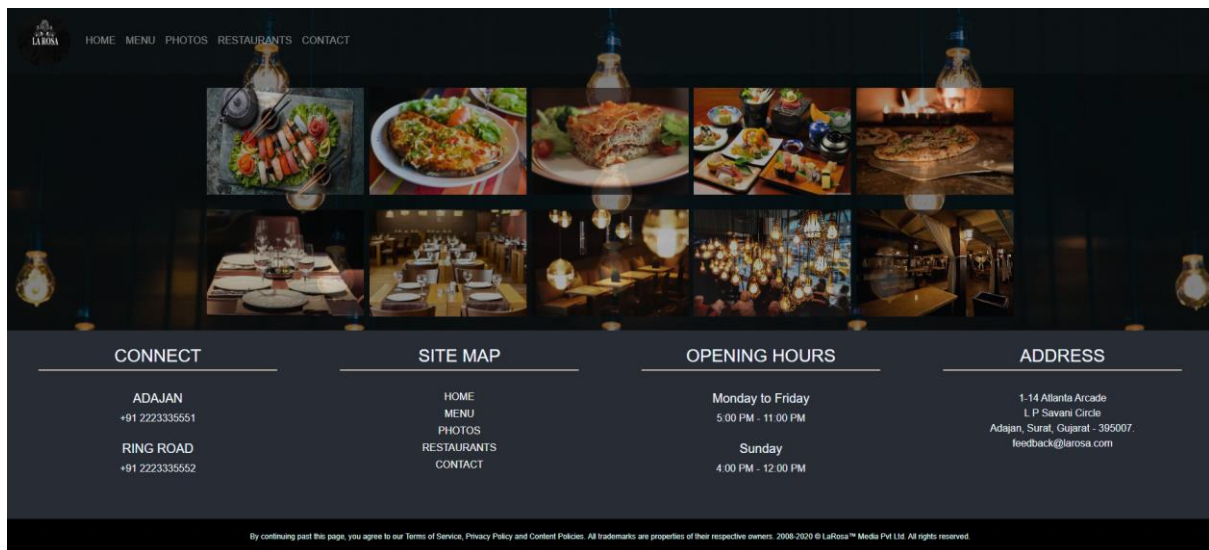 LA ROSA
HOME MENU PHOTOS RESTAURANTS CONTACT
CONNECT
ADAJAN
+91 2223335551
RING ROAD
+91 2223335552
SITE MAP
HOME
MENU
PHOTOS
RESTAURANTS
CONTACT
OPENING HOURS
Monday to Friday
5:00 PM - 11:00 PM
Sunday
4:00 PM - 12:00 PM
ADDRESS
1-14 Atlanta Arcade
L P Savani Circle
Adajan, Surat, Gujarat - 395007.
feedback@larosa.com
By continuing past this page, you agree to our Terms of Service, Privacy Policy and Content Policies. All trademarks are properties of their respective owners. 2008-2020 © LaRosa™ Media Pvt Ltd. All rights reserved.